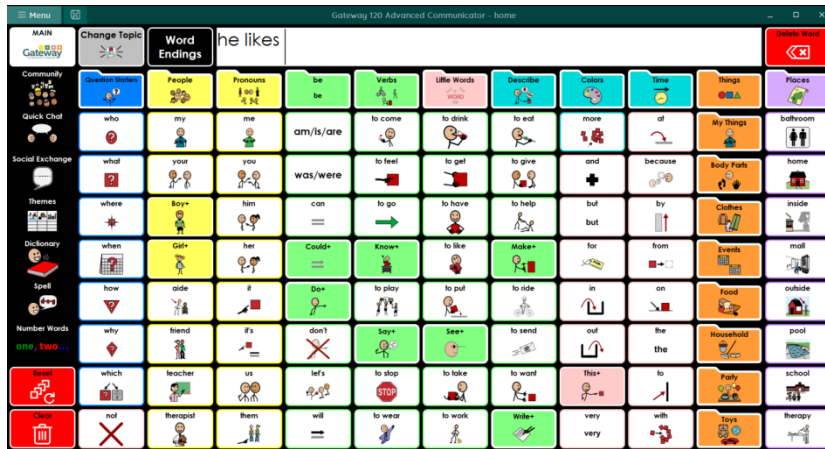 Menu
Gateway 120 Advanced Communicator - home
MAIN
Gateway
Change Topic
Word Endings
he likes
Delete Word
Community
Question Starters
People
Pronouns
be
be
Verbs
Little Words
WORD
Describe
Colors
Time
Things
Places
Quick Chat
who
my
me
am/is/are
to come
to drink
to eat
more
at
My Things
bathroom
Social Exchange
what
your
you
was/were
to feel
to get
to give
and
because
Body Parts
home
Themes
where
Boy+
him
can
to go
to have
to help
but
but
by
Clothes
inside
Dictionary
when
Girl+
her
Could+
Know+
to like
Make+
for
from
Events
mall
Spell
how
aide
it
Do+
to play
to put
to ride
in
on
Food
outside
Number Words
one, two...
why
friend
it's
don't
Say+
See+
to send
out
the
the
Household
pool
Reset
which
teacher
us
let's
to stop
STOP
to take
to want
This+
to
Party
school
Clear
not
therapist
them
will
to wear
to work
Write+
very
very
with
Toys
therapy